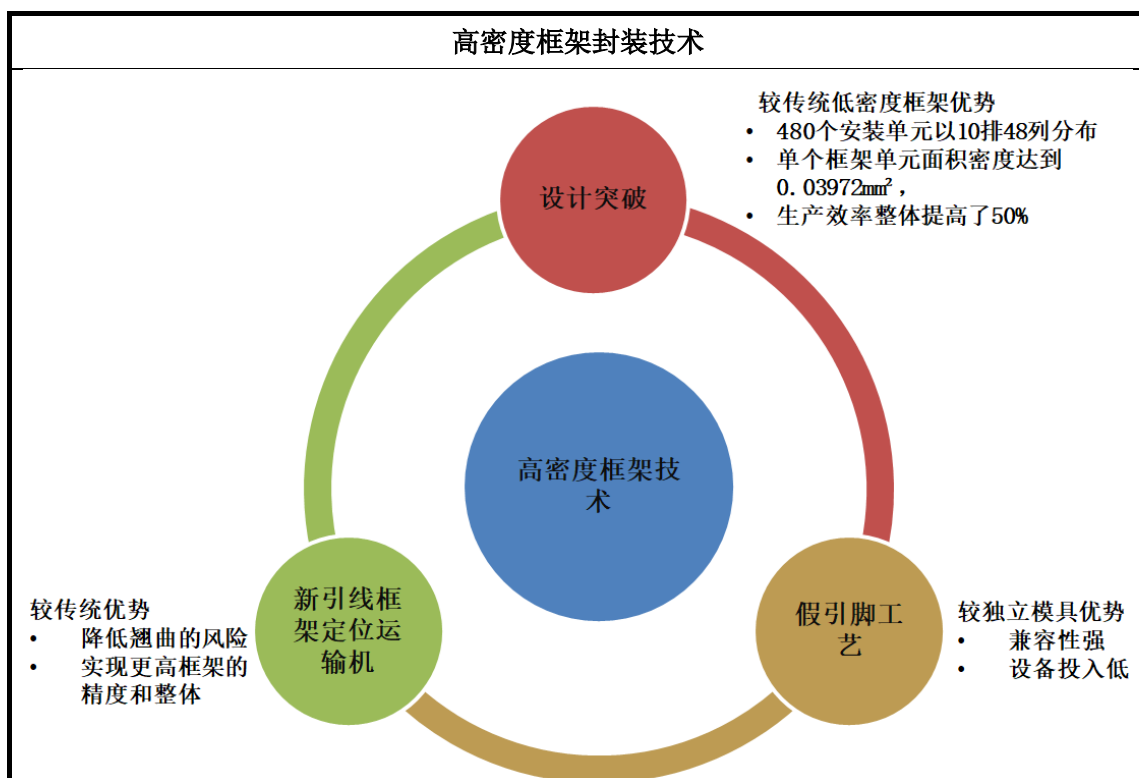 高密度框架封装技术
较传统低密度框架优势
• 480个安装单元以10排48列分布
• 单个框架单元面积密度达到
0.03972mm²，
• 生产效率整体提高了50%
设计突破
高密度框架技
术
新引线框
架定位运
输机
较传统优势
• 降低翘曲的风险
• 实现更高框架的
精度和整体
假引脚工
艺
较独立模具优势
• 兼容性强
• 设备投入低